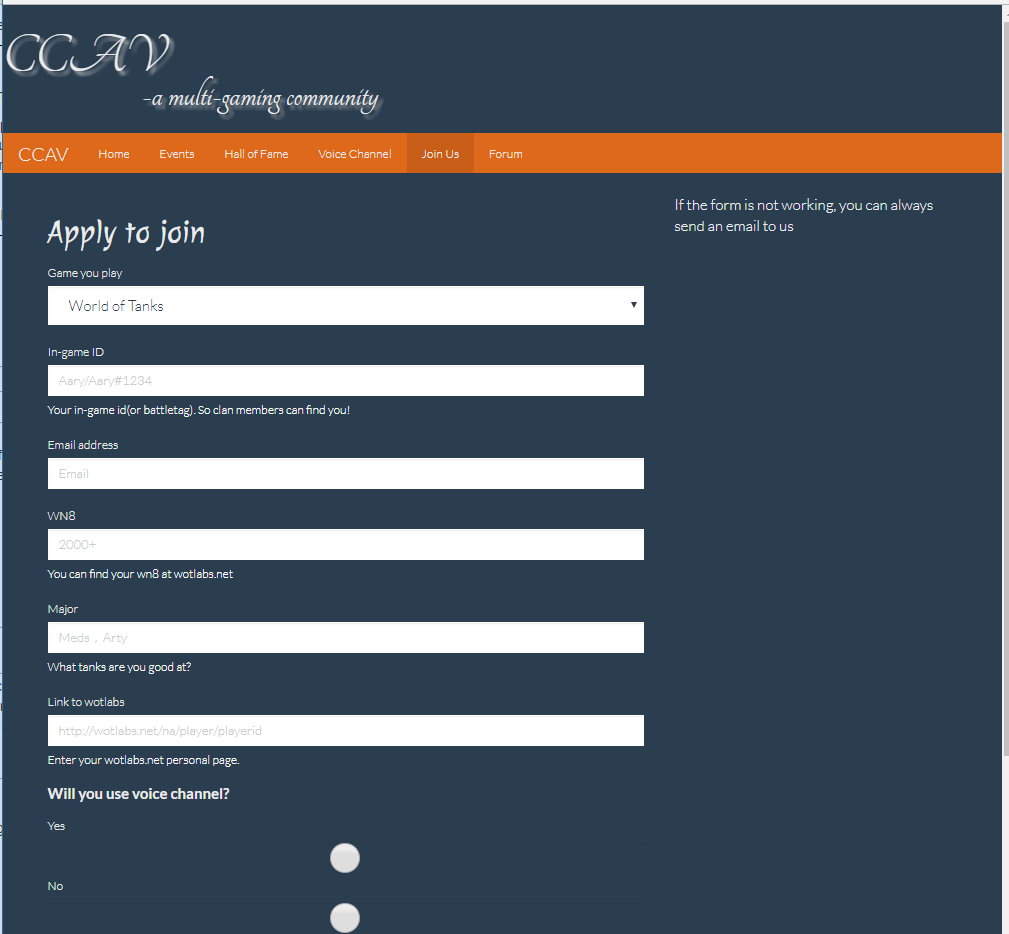 CCAV
-a multi-gaming community
CCAV Home Events Hall of Fame Voice Channel Join Us Forum
If the form is not working, you can always
send an email to us
Apply to join
Game you play
World of Tanks
In-game ID
Aary/Aary#1234
Your in-game id(or battletag). So clan members can find you!
Email address
Email
WN8
2000+
You can find your wn8 at wotlabs.net
Major
Meds，Arty
What tanks are you good at?
Link to wotlabs
http://wotlabs.net/na/player/playerid
Enter your wotlabs.net personal page.
Will you use voice channel?
Yes
No